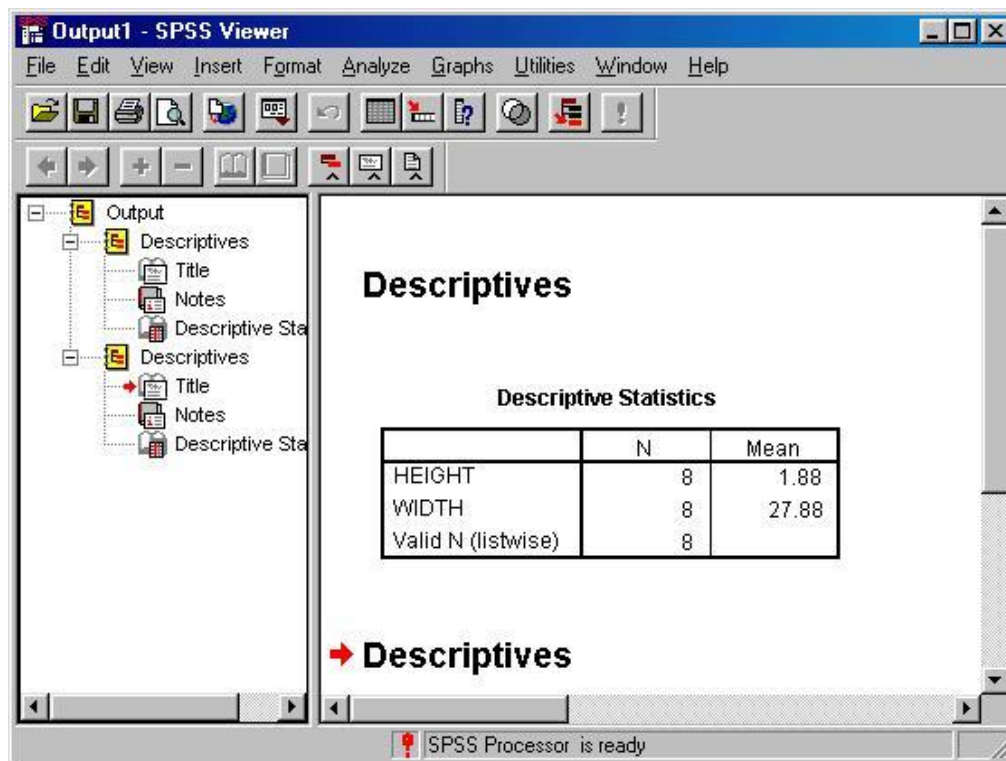 SPSS
Output1 - SPSS Viewer
File Edit View Insert Format Analyze Graphs Utilities Window Help
Output
Descriptives
Title
Notes
Descriptive Sta
Descriptives
Title
Notes
Descriptive Sta
Descriptives
Descriptive Statistics
N Mean
HEIGHT 8 1.88
WIDTH 8 27.88
Valid N (listwise) 8
Descriptives
SPSS Processor is ready